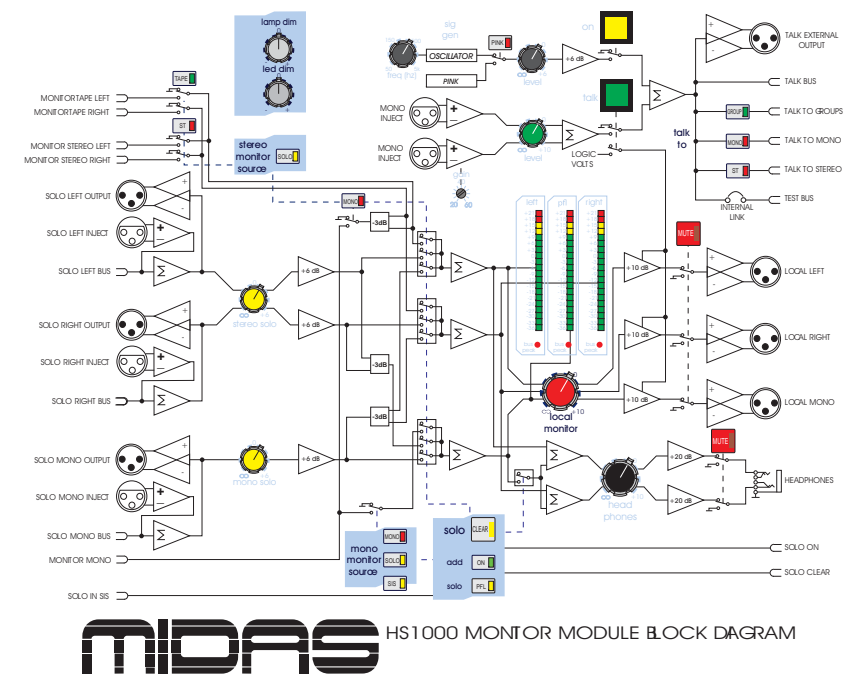 lamp dim
led dim
sig
gen
OSCILLATOR
PINK
freq (hz)
PINK
level
+6 dB
on
TALK EXTERNAL
OUTPUT
TALK BUS
GROUP
TALK TO GROUPS
MONO
TALK TO MONO
ST
TALK TO STEREO
TEST BUS
INTERNAL
LINK
talk
to
talk
MONO
INJECT
MONO
INJECT
level
LOGIC
VOLTS
gain
20 60
TAPE
MONITOR TAPE LEFT
MONITOR TAPE RIGHT
ST
MONITOR STEREO LEFT
MONITOR STEREO RIGHT
stereo
monitor
source
SOLO
SOLO LEFT OUTPUT
SOLO LEFT INJECT
SOLO LEFT BUS
MONO
-3dB
left
pfl
right
MUTE
+6 dB
+10 dB
LOCAL LEFT
stereo solo
SOLO RIGHT OUTPUT
+6 dB
+10 dB
LOCAL RIGHT
SOLO RIGHT INJECT
-3dB
SOLO RIGHT BUS
+10
local
monitor
+10 dB
LOCAL MONO
-3dB
SOLO MONO OUTPUT
mono solo
+6 dB
+20 dB
MUTE
HEADPHONES
+20 dB
head
phones
SOLO MONO INJECT
SOLO MONO BUS
MONITOR MONO
MONO
mono
monitor
source
SOLO
SIS
solo
CLEAR
add
ON
solo
PFL
SOLO ON
SOLO CLEAR
SOLO IN SIS
MIDAS
HS1000 MONITOR MODULE BLOCK DIAGRAM